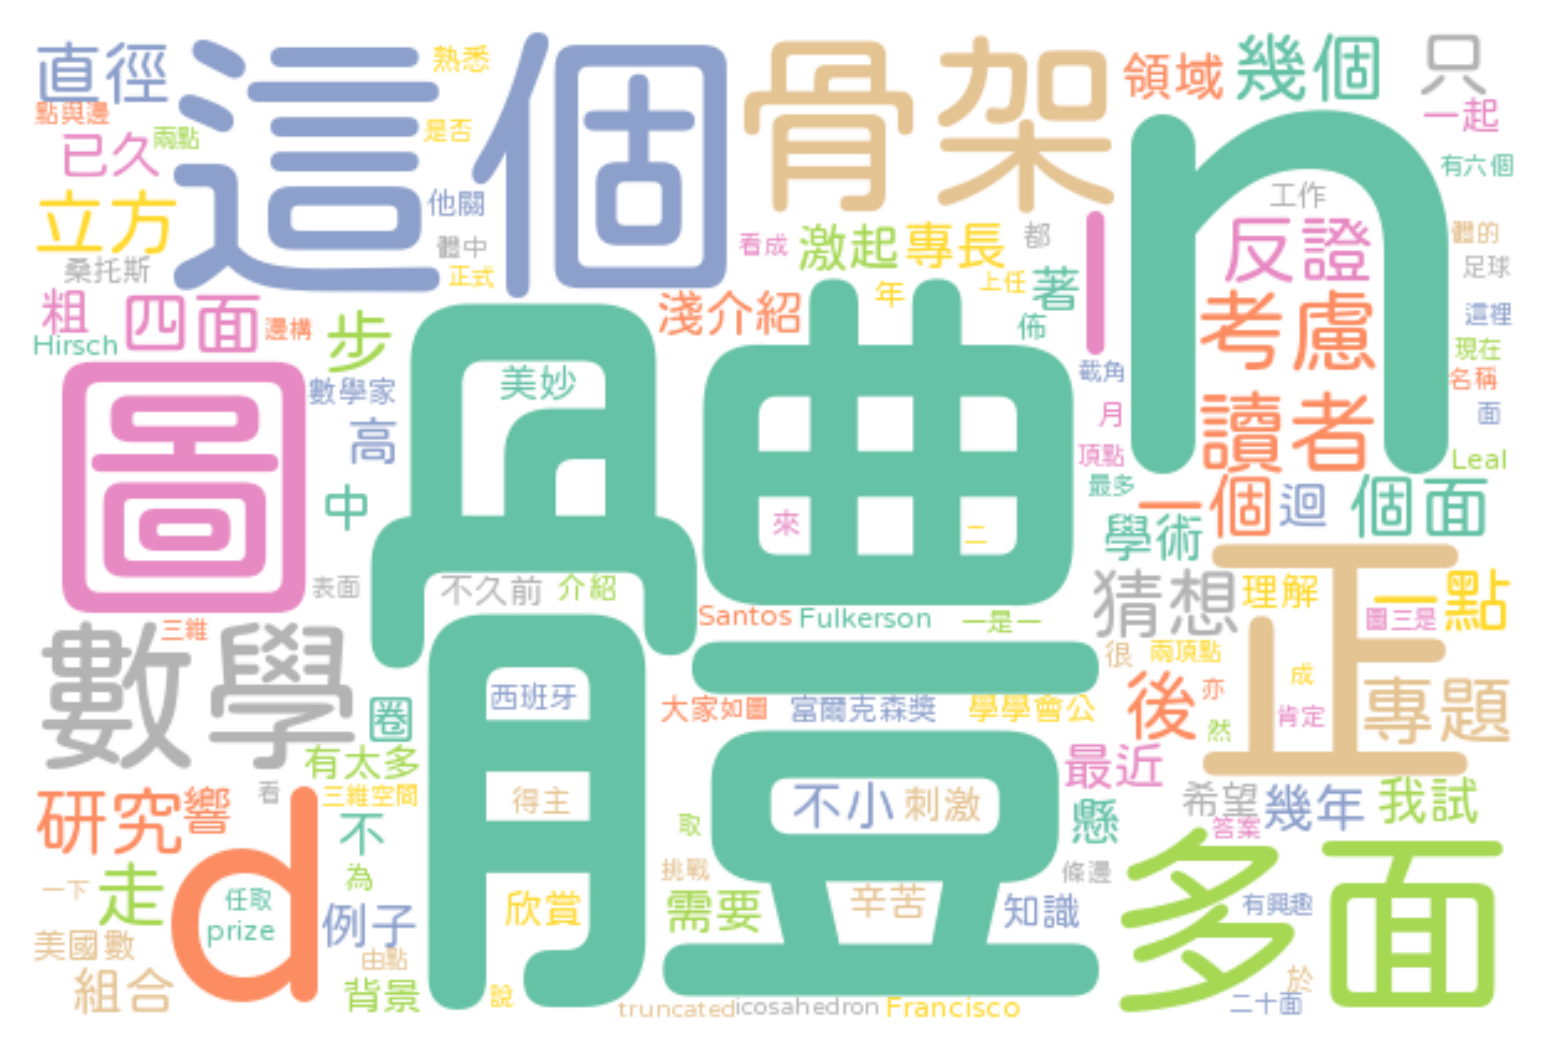 直徑
這個
熟悉
骨架
領域
幾個
只
點與邊
已久
兩點
是否
一起
n
有六個
立方
他關
工作
體中
看成
激起
專長
都
l
反證
體的
桑托斯
正式
上任
著
足球
粗
四面
邊構
步
淺介紹
年
佈
考慮
這裡
Hirsch
現在
體
圖
數學家
美妙
截角
名稱
高
月
讀者
面
頂點
Leal
中
來
二
最多
一個
迴
個面
學術
正
表面
不久前
介紹
猜想
理解
一點
三維
Santos
Fulkerson
一是一
圖三是
數學
很
兩頂點
圈
西班牙
大家如圖
富爾克森獎
學學會公
後
亦
成
專題
然
肯定
有太多
最近
看
三維空間
研究
響
d
不
得主
不小
刺激
取
懸
希望
幾年
我試
答案
多面
為
挑戰
條邊
一下
走
任取
例子
欣賞
需要
辛苦
知識
有興趣
prize
美國數
由點
組合
背景
說
於
truncated
icosahedron
Francisco
二十面